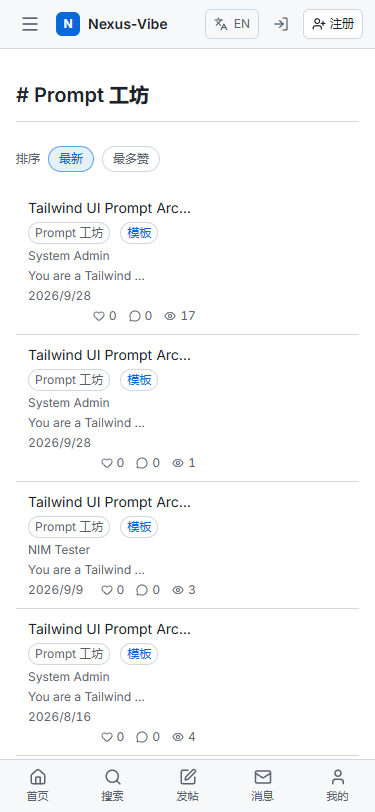 N Nexus-Vibe EN 注册
# Prompt 工坊
排序 最新 最多赞
Tailwind UI Prompt Arc...
Prompt 工坊 模板
System Admin
You are a Tailwind ...
2026/9/28
0 0 17
Tailwind UI Prompt Arc...
Prompt 工坊 模板
System Admin
You are a Tailwind ...
2026/9/28
0 0 1
Tailwind UI Prompt Arc...
Prompt 工坊 模板
NIM Tester
You are a Tailwind ...
2026/9/9 0 0 3
Tailwind UI Prompt Arc...
Prompt 工坊 模板
System Admin
You are a Tailwind ...
2026/8/16
0 0 4
首页 搜索 发帖 消息 我的